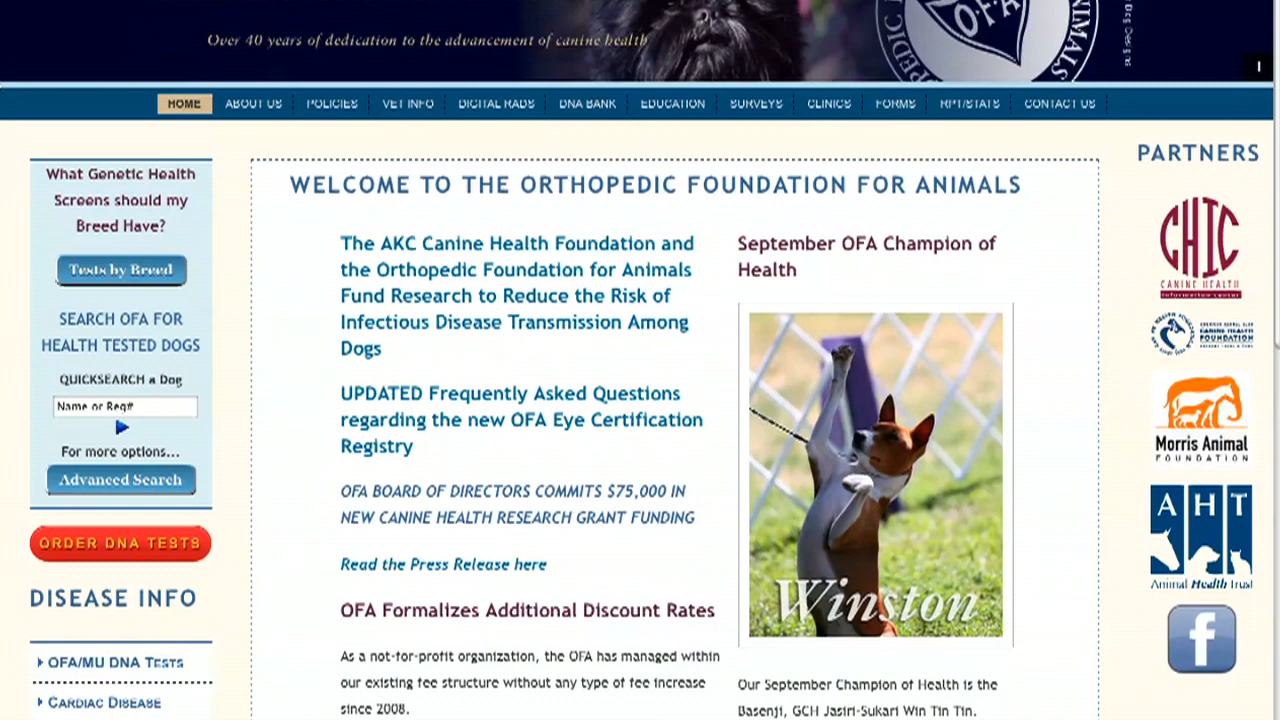 Over 40 years of dedication to the advancement of canine health
O·F·A
HOME ABOUT US POLICIES VET INFO DIGITAL RADS DNA BANK EDUCATION SURVEYS CLINICS FORMS RPT/STATS CONTACT US
What Genetic Health
Screens should my
Breed Have?
Tests by Breed
SEARCH OFA FOR
HEALTH TESTED DOGS
QUICKSEARCH a Dog
Name or Reg#
For more options...
Advanced Search
ORDER DNA TESTS
DISEASE INFO
OFA/MU DNA TESTS
CARDIAC DISEASE
WELCOME TO THE ORTHOPEDIC FOUNDATION FOR ANIMALS
The AKC Canine Health Foundation and
the Orthopedic Foundation for Animals
Fund Research to Reduce the Risk of
Infectious Disease Transmission Among
Dogs
UPDATED Frequently Asked Questions
regarding the new OFA Eye Certification
Registry
OFA BOARD OF DIRECTORS COMMITS $75,000 IN
NEW CANINE HEALTH RESEARCH GRANT FUNDING
Read the Press Release here
OFA Formalizes Additional Discount Rates
As a not-for-profit organization, the OFA has managed within
our existing fee structure without any type of fee increase
since 2008.
September OFA Champion of
Health
Winston
Our September Champion of Health is the
Basenji, GCH Jasiri-Sukari Win Tin Tin.
PARTNERS
CHIC
CANINE HEALTH
information center
CANINE HEALTH
FOUNDATION
Morris Animal
FOUNDATION
AHT
Animal Health Trust
f